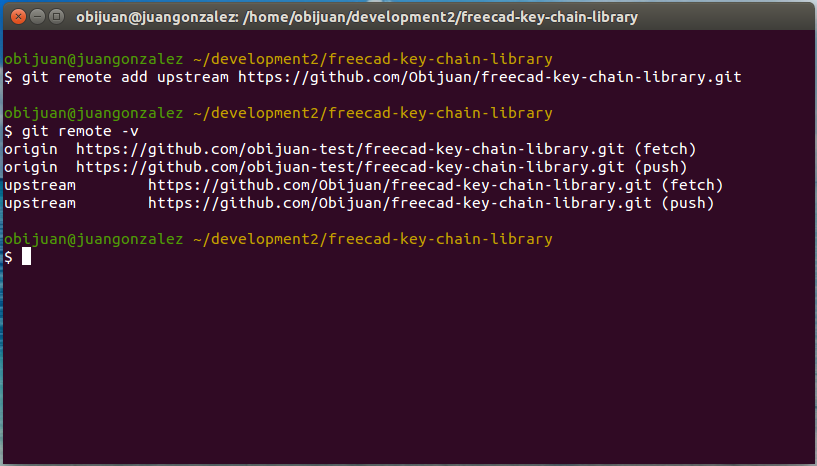 obijuan@juangonzalez: /home/obijuan/development2/freecad-key-chain-library
obijuan@juangonzalez ~/development2/freecad-key-chain-library
$ git remote add upstream https://github.com/Obijuan/freecad-key-chain-library.git
obijuan@juangonzalez ~/development2/freecad-key-chain-library
$ git remote -v
origin  https://github.com/obijuan-test/freecad-key-chain-library.git (fetch)
origin  https://github.com/obijuan-test/freecad-key-chain-library.git (push)
upstream        https://github.com/Obijuan/freecad-key-chain-library.git (fetch)
upstream        https://github.com/Obijuan/freecad-key-chain-library.git (push)
obijuan@juangonzalez ~/development2/freecad-key-chain-library
$